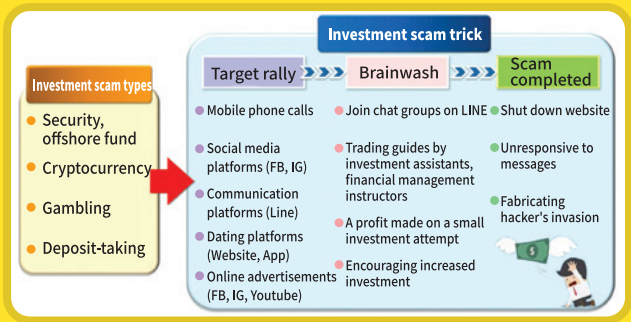 Investment scam trick
Investment scam types
Security,
offshore fund
Cryptocurrency
Gambling
Deposit-taking
Target rally
Mobile phone calls
Social media
platforms (FB, IG)
Communication
platforms (Line)
Dating platforms
(Website, App)
Online advertisements
(FB, IG, Youtube)
Brainwash
Join chat groups on LINE
Trading guides by
investment assistants,
financial management
instructors
A profit made on a small
investment attempt
Encouraging increased
investment
Scam
completed
Shut down website
Unresponsive to
messages
Fabricating
hacker's invasion
$